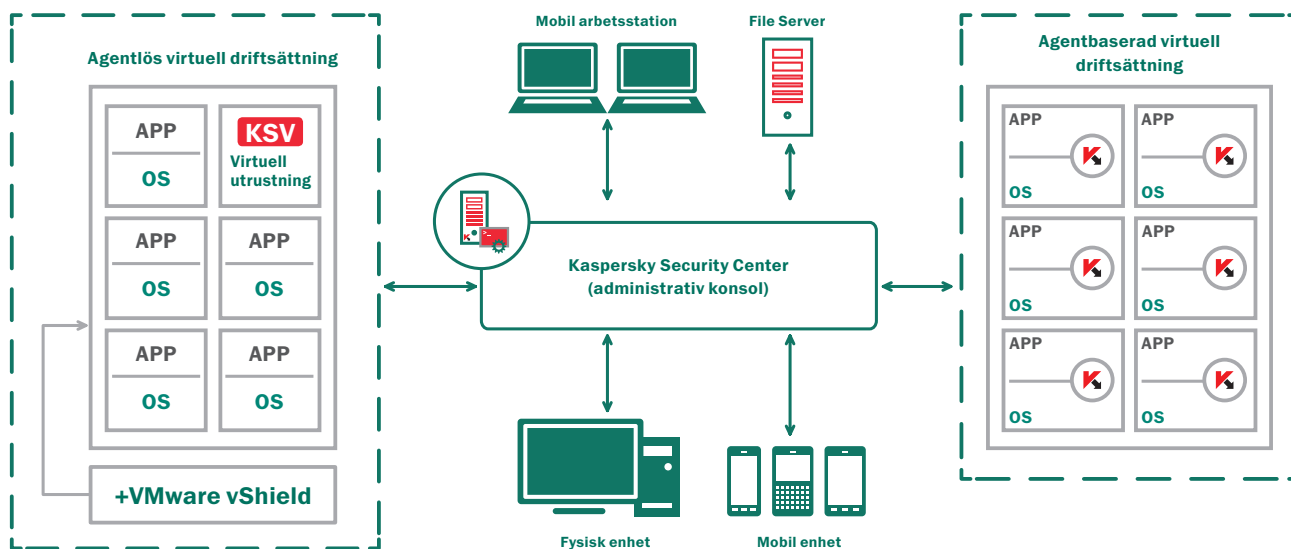 Agentlös virtuell driftsättning
APP
OS
KSV
Virtuell
utrustning
APP
OS
APP
OS
APP
OS
APP
OS
+VMware vShield
Mobil arbetsstation
File Server
Kaspersky Security Center
(administrativ konsol)
Fysisk enhet
Mobil enhet
Agentbaserad virtuell
driftsättning
APP
OS
APP
OS
APP
OS
APP
OS
APP
OS
APP
OS